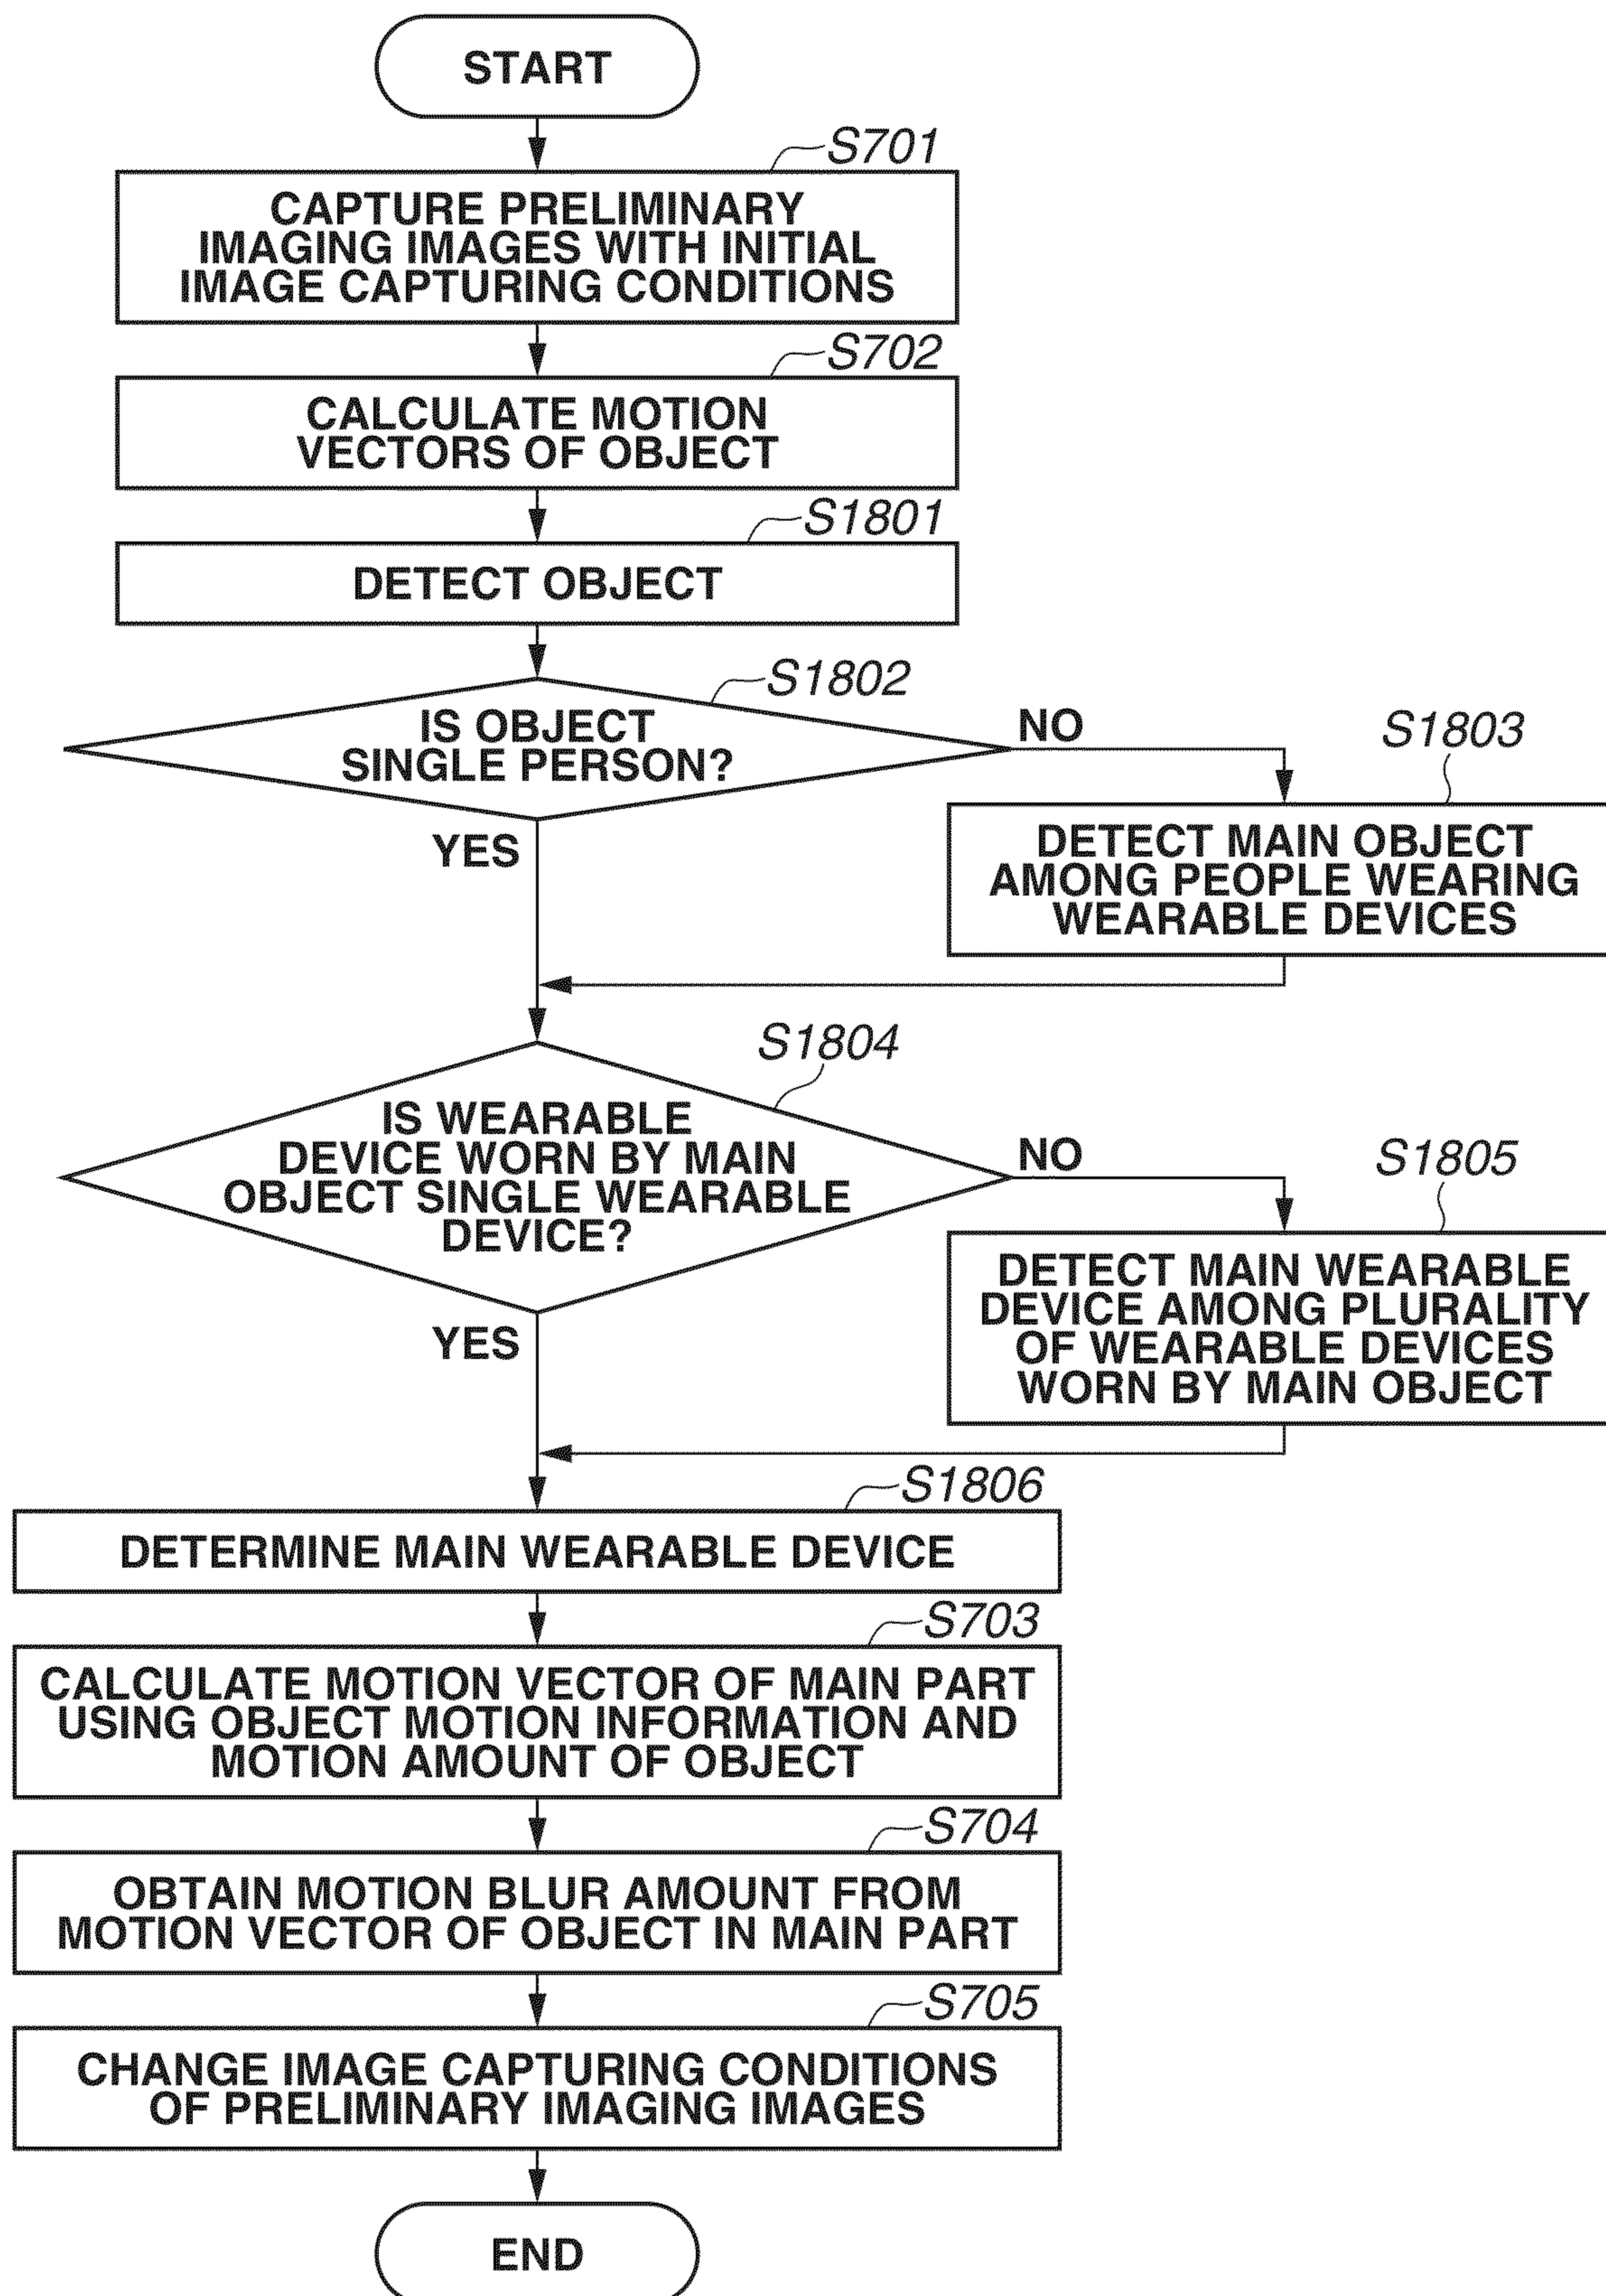 START
S701
CAPTURE PRELIMINARY
IMAGING IMAGES WITH INITIAL
IMAGE CAPTURING CONDITIONS
S702
CALCULATE MOTION
VECTORS OF OBJECT
S1801
DETECT OBJECT
S1802
IS OBJECT
SINGLE PERSON?
NO
YES
S1803
DETECT MAIN OBJECT
AMONG PEOPLE WEARING
WEARABLE DEVICES
S1804
IS WEARABLE
DEVICE WORN BY MAIN
OBJECT SINGLE WEARABLE
DEVICE?
NO
YES
S1805
DETECT MAIN WEARABLE
DEVICE AMONG PLURALITY
OF WEARABLE DEVICES
WORN BY MAIN OBJECT
S1806
DETERMINE MAIN WEARABLE DEVICE
S703
CALCULATE MOTION VECTOR OF MAIN PART
USING OBJECT MOTION INFORMATION AND
MOTION AMOUNT OF OBJECT
S704
OBTAIN MOTION BLUR AMOUNT FROM
MOTION VECTOR OF OBJECT IN MAIN PART
S705
CHANGE IMAGE CAPTURING CONDITIONS
OF PRELIMINARY IMAGING IMAGES
END